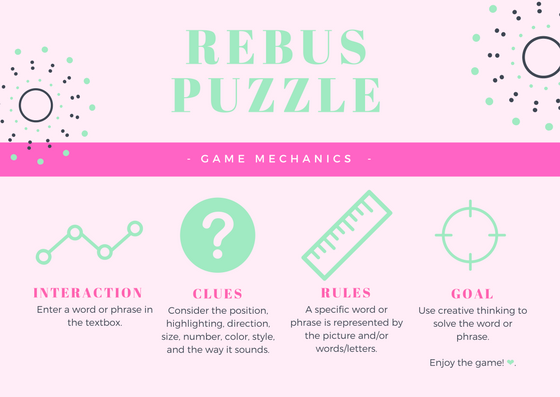 REBUS
PUZZLE
- GAME MECHANICS -
?
INTERACTION
Enter a word or phrase in
the textbox.
CLUES
Consider the position,
highlighting, direction,
size, number, color, style,
and the way it sounds.
RULES
A specific word or
phrase is represented by
the picture and/or
words/letters.
GOAL
Use creative thinking to
solve the word or
phrase.
Enjoy the game! ❤.